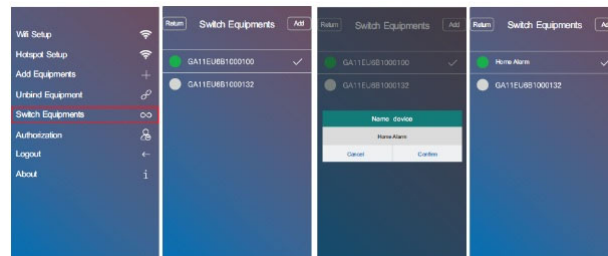 Wifi Setup
Hotspot Setup
Add Equipments
Unbind Equipment
Switch Equipments
Authorization
Logout
About
Return Switch Equipments Add
GA11EU6B1000100
GA11EU6B1000132
Return Switch Equipments Add
GA11EU6B1000100
GA11EU6B1000132
Name device
Home Alarm
Cancel Confirm
Return Switch Equipments
Home Alarm
GA11EU6B1000132